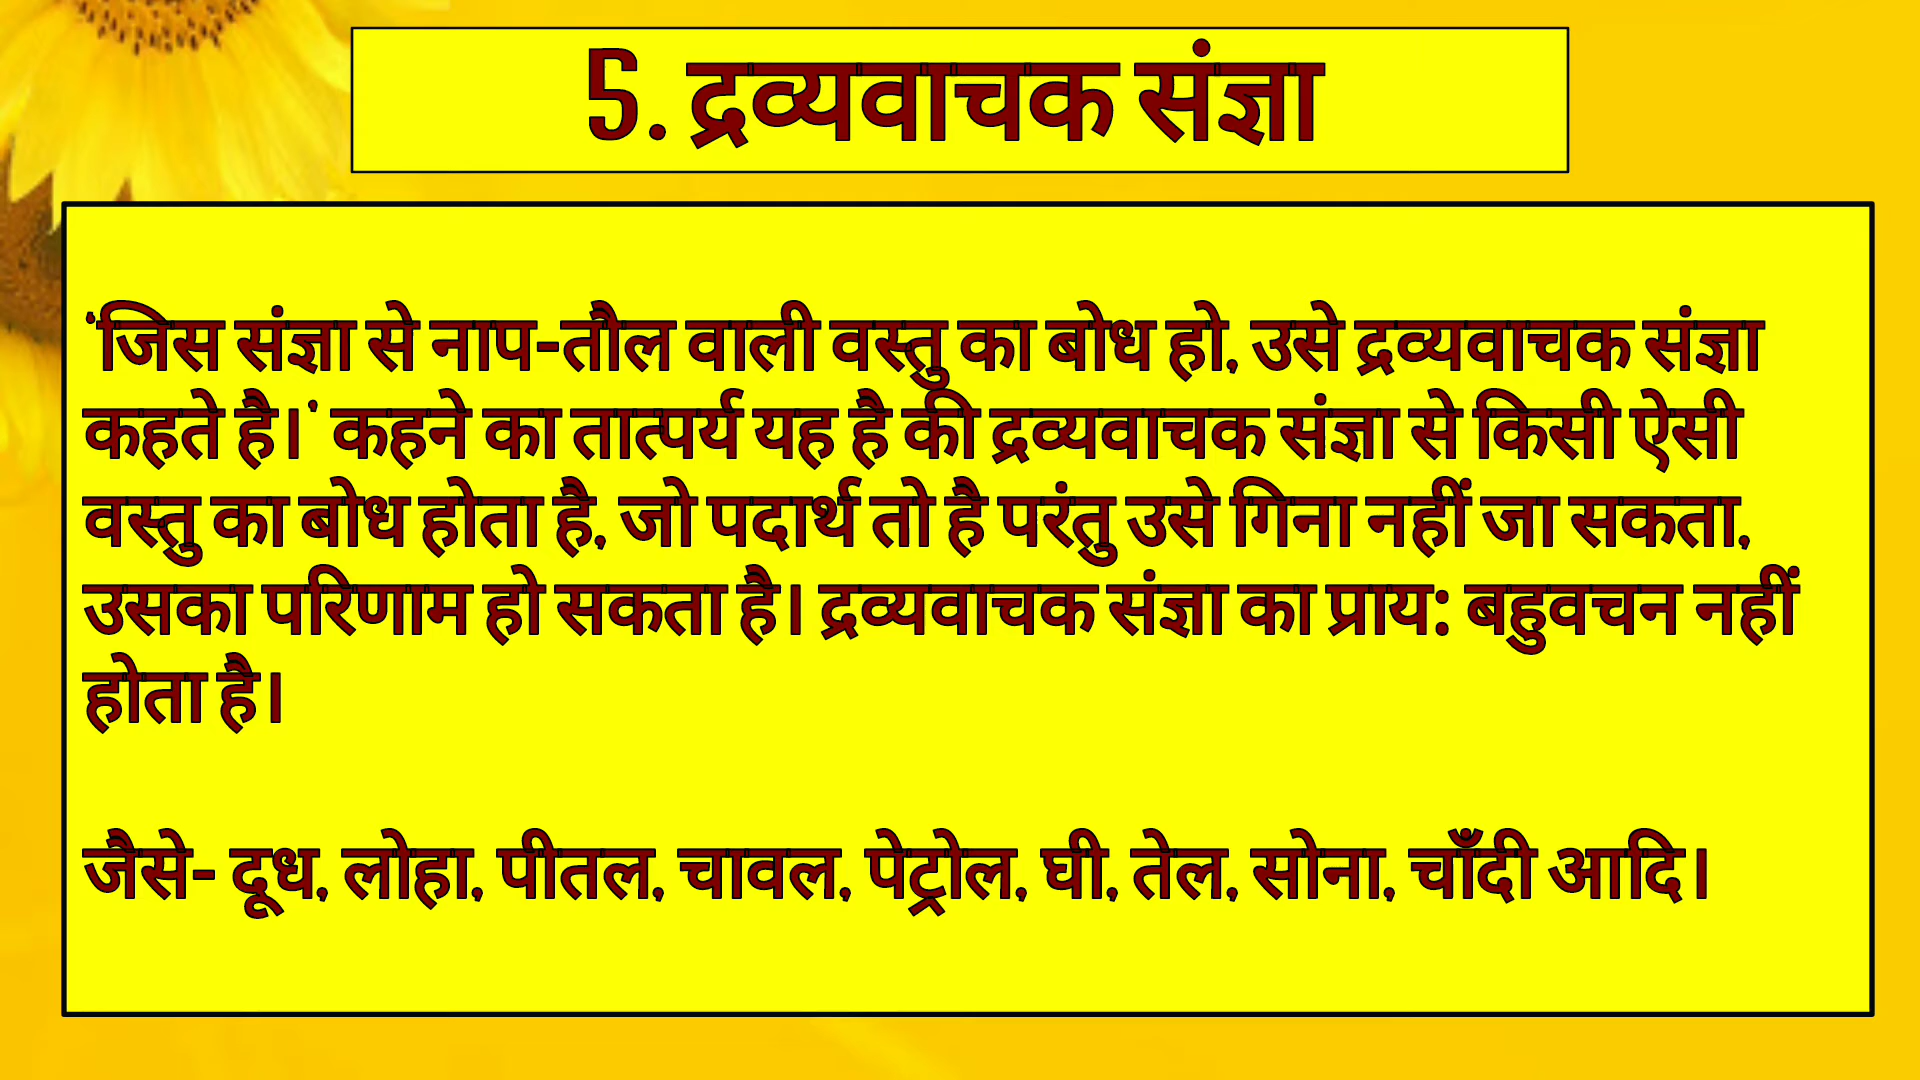 5. द्रव्यवाचक संज्ञा
'जिस संज्ञा से नाप-तौल वाली वस्तु का बोध हो, उसे द्रव्यवाचक संज्ञा
कहते है।' कहने का तात्पर्य यह है की द्रव्यवाचक संज्ञा से किसी ऐसी
वस्तु का बोध होता है, जो पदार्थ तो है परंतु उसे गिना नहीं जा सकता,
उसका परिणाम हो सकता है। द्रव्यवाचक संज्ञा का प्राय: बहुवचन नहीं
होता है।
जैसे- दूध, लोहा, पीतल, चावल, पेट्रोल, घी, तेल, सोना, चाँदी आदि।